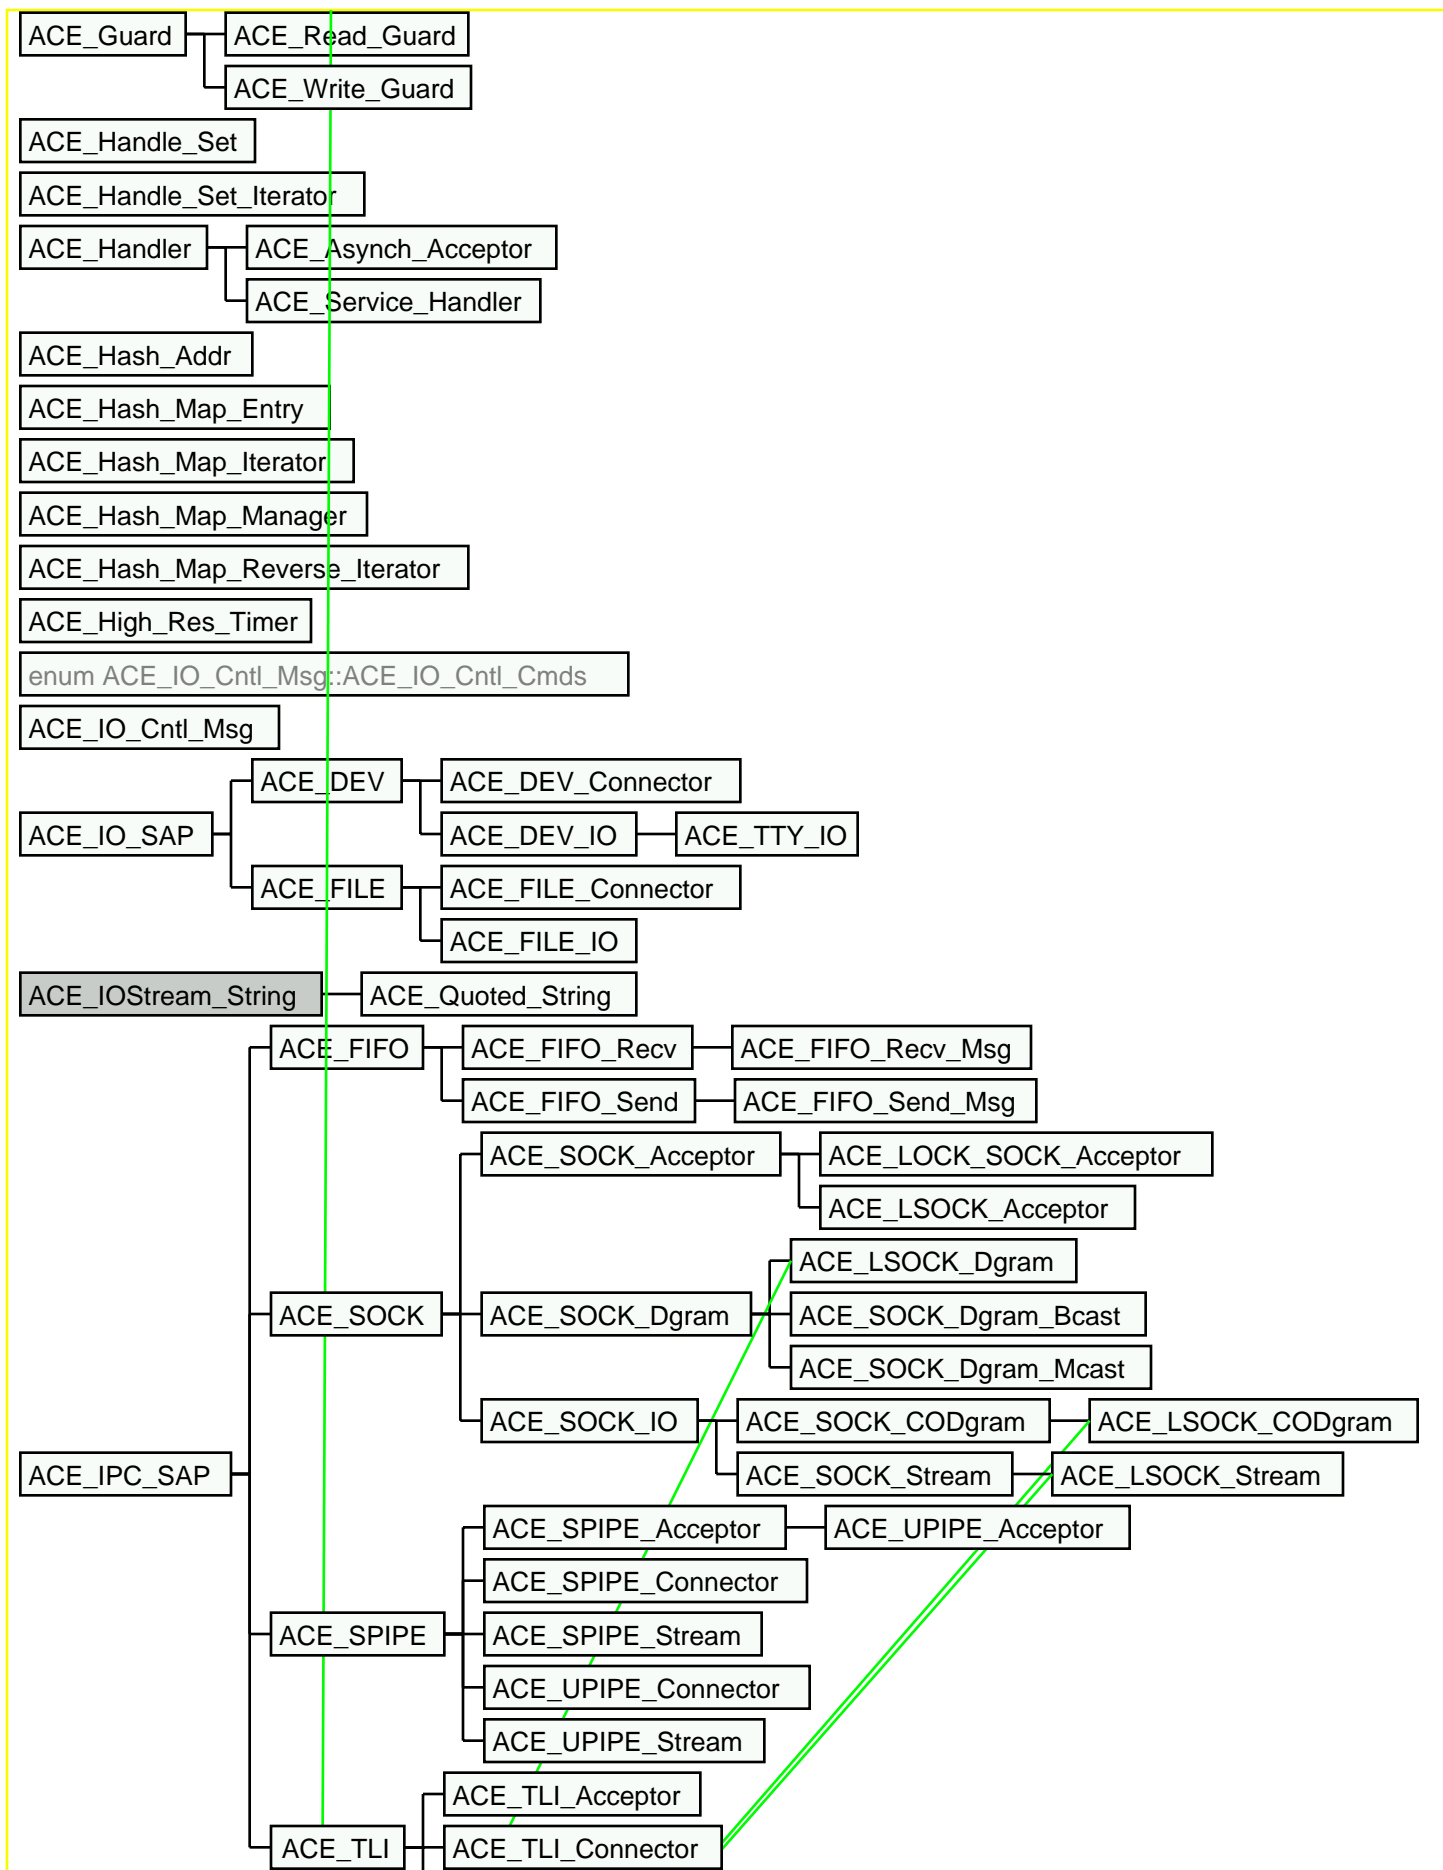 ACE_Guard ACE_Read_Guard
ACE_Write_Guard
ACE_Handle_Set
ACE_Handle_Set_Iterator
ACE_Handler ACE_Asynch_Acceptor
ACE_Service_Handler
ACE_Hash_Addr
ACE_Hash_Map_Entry
ACE_Hash_Map_Iterator
ACE_Hash_Map_Manager
ACE_Hash_Map_Reverse_Iterator
ACE_High_Res_Timer
enum ACE_IO_Cntl_Msg::ACE_IO_Cntl_Cmds
ACE_IO_Cntl_Msg
ACE_DEV ACE_DEV_Connector
ACE_IO_SAP ACE_DEV_IO ACE_TTY_IO
ACE_FILE ACE_FILE_Connector
ACE_FILE_IO
ACE_IOStream_String ACE_Quoted_String
ACE_FIFO ACE_FIFO_Recv ACE_FIFO_Recv_Msg
ACE_FIFO_Send ACE_FIFO_Send_Msg
ACE_SOCK_Acceptor ACE_LOCK_SOCK_Acceptor
ACE_LSOCK_Acceptor
ACE_LSOCK_Dgram
ACE_SOCK ACE_SOCK_Dgram ACE_SOCK_Dgram_Bcast
ACE_SOCK_Dgram_Mcast
ACE_SOCK_IO ACE_SOCK_CODgram ACE_LSOCK_CODgram
ACE_IPC_SAP ACE_SOCK_Stream ACE_LSOCK_Stream
ACE_SPIPE_Acceptor ACE_UPIPE_Acceptor
ACE_SPIPE_Connector
ACE_SPIPE ACE_SPIPE_Stream
ACE_UPIPE_Connector
ACE_UPIPE_Stream
ACE_TLI_Acceptor
ACE_TLI ACE_TLI_Connector